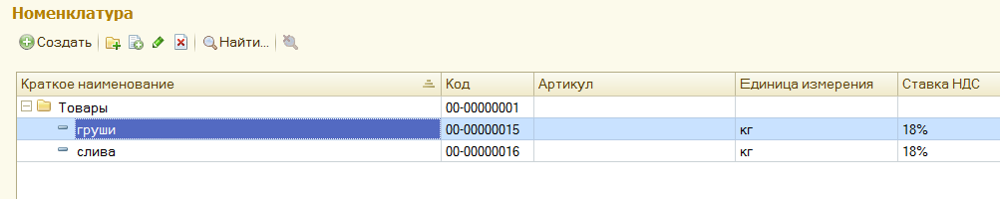 Номенклатура
Создать Найти...
Краткое наименование Код Артикул Единица измерения Ставка НДС
Товары 00-00000001
груши 00-00000015 кг 18%
слива 00-00000016 кг 18%